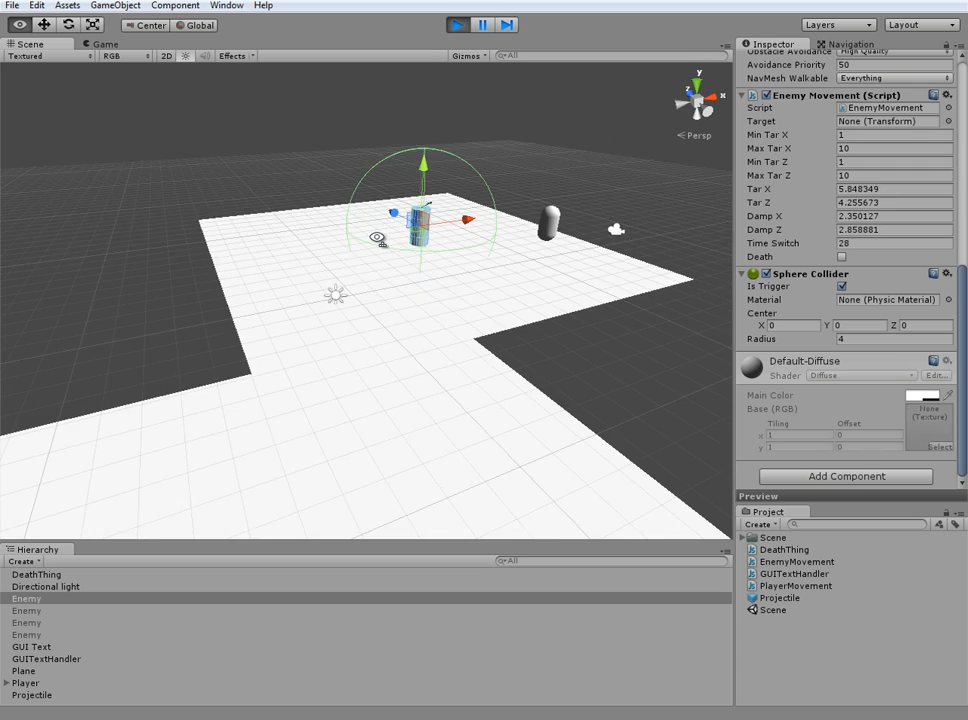 File Edit Assets GameObject Component Window Help
Center Global Layers Layout
Scene Game
Textured RGB 2D Effects Gizmos All
y
x
z
Persp
Inspector Navigation
Obstacle Avoidance High Quality
Avoidance Priority 50
NavMesh Walkable Everything
Enemy Movement (Script)
Script EnemyMovement
Target None (Transform)
Min Tar X 1
Max Tar X 10
Min Tar Z 1
Max Tar Z 10
Tar X 5.848349
Tar Z 4.255673
Damp X 2.350127
Damp Z 2.858881
Time Switch 28
Death
Sphere Collider
Is Trigger
Material None (Physic Material)
Center
X 0 Y 0 Z 0
Radius 4
Default-Diffuse
Shader Diffuse Edit...
Main Color
Base (RGB) None
(Texture)
Tiling Offset
x 1 0
y 1 0 Select
Add Component
Preview
Project
Create
Scene
DeathThing
EnemyMovement
GUITextHandler
PlayerMovement
Projectile
Scene
Hierarchy
Create All
DeathThing
Directional light
Enemy
Enemy
Enemy
Enemy
GUI Text
GUITextHandler
Plane
Player
Projectile